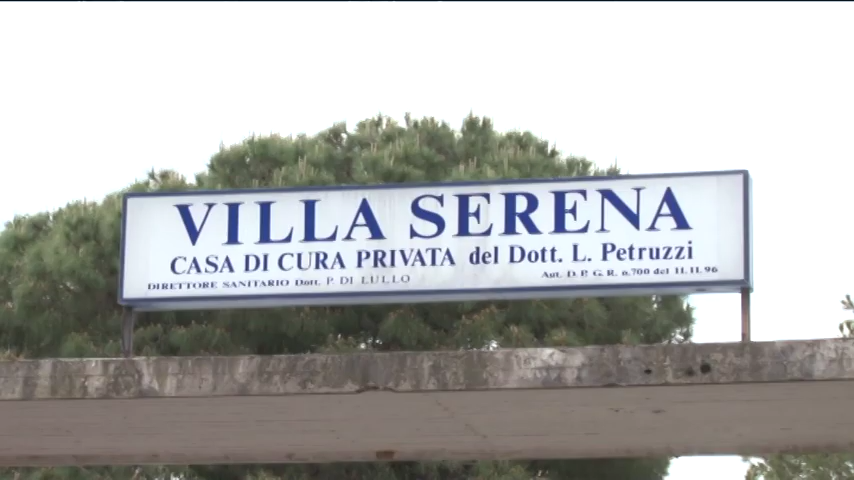 VILLA SERENA
CASA DI CURA PRIVATA del Dott. L. Petruzzi
DIRETTORE SANITARIO Dott. P. DI LULLO Aut. D. P. G. R. 6.700 del 11.11.96